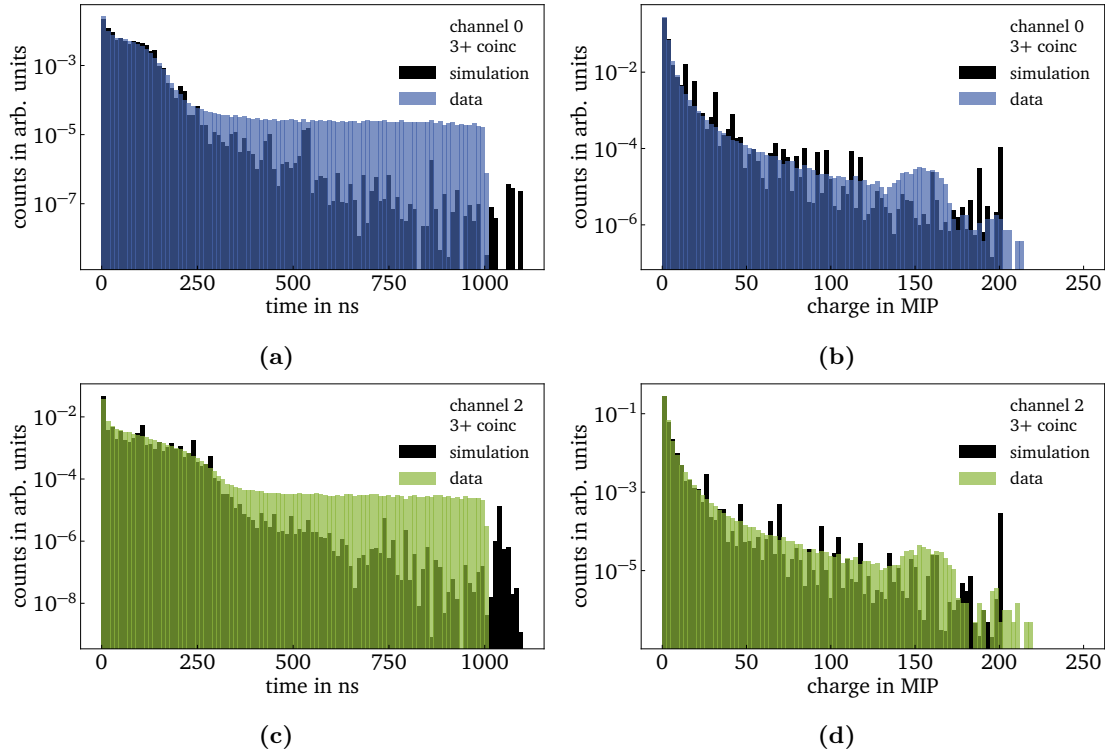 counts in arb. units
10⁻³
10⁻⁵
10⁻⁷
channel 0
3+ coinc
simulation
data
0 250 500 750 1000
time in ns
(a)
counts in arb. units
10⁻²
10⁻⁴
10⁻⁶
channel 0
3+ coinc
simulation
data
0 50 100 150 200 250
charge in MIP
(b)
counts in arb. units
10⁻²
10⁻⁴
10⁻⁶
10⁻⁸
channel 2
3+ coinc
simulation
data
0 250 500 750 1000
time in ns
(c)
counts in arb. units
10⁻¹
10⁻³
10⁻⁵
channel 2
3+ coinc
simulation
data
0 50 100 150 200 250
charge in MIP
(d)